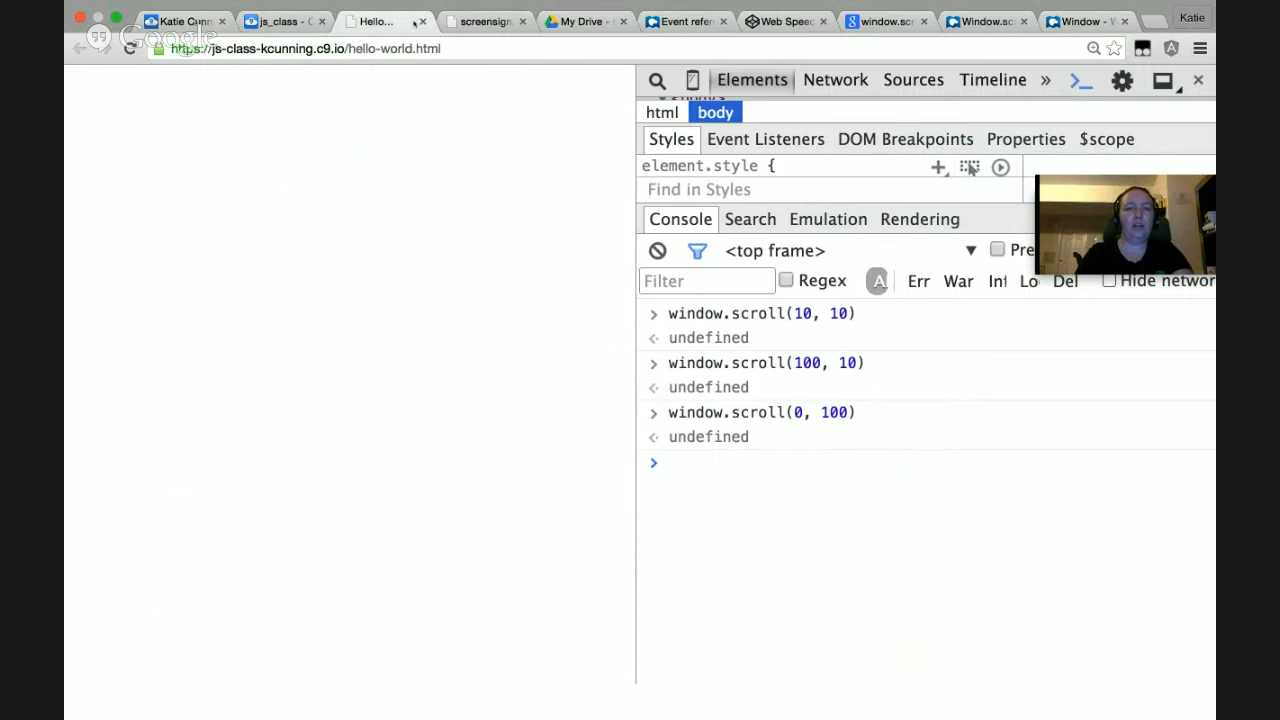 Katie Cunn
js_class - C
Hello...
screensign.
My Drive -
Event refer
Web Speec
window.scr
Window.sc
Window - W
Katie
Google
https://js-class-kcunning.c9.io/hello-world.html
Elements Network Sources Timeline »
html body
Styles Event Listeners DOM Breakpoints Properties $scope
element.style {
Find in Styles
Console Search Emulation Rendering
<top frame> ▼ Pre
Filter Regex A Err War Inf Lo Del Hide networ
> window.scroll(10, 10)
undefined
> window.scroll(100, 10)
undefined
> window.scroll(0, 100)
undefined
>